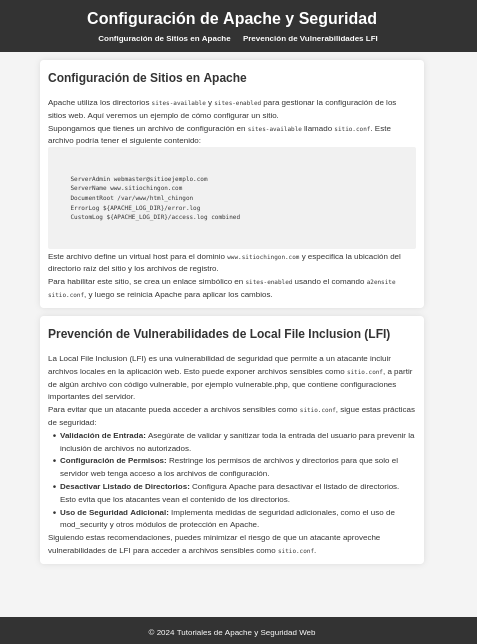 Configuración de Apache y Seguridad
Configuración de Sitios en Apache Prevención de Vulnerabilidades LFI
Configuración de Sitios en Apache
Apache utiliza los directorios sites-available y sites-enabled para gestionar la configuración de los
sitios web. Aquí veremos un ejemplo de cómo configurar un sitio.
Supongamos que tienes un archivo de configuración en sites-available llamado sitio.conf. Este
archivo podría tener el siguiente contenido:
ServerAdmin webmaster@sitioejemplo.com
ServerName www.sitiochingon.com
DocumentRoot /var/www/html_chingon
ErrorLog ${APACHE_LOG_DIR}/error.log
CustomLog ${APACHE_LOG_DIR}/access.log combined
Este archivo define un virtual host para el dominio www.sitiochingon.com y especifica la ubicación del
directorio raíz del sitio y los archivos de registro.
Para habilitar este sitio, se crea un enlace simbólico en sites-enabled usando el comando a2ensite
sitio.conf, y luego se reinicia Apache para aplicar los cambios.
Prevención de Vulnerabilidades de Local File Inclusion (LFI)
La Local File Inclusion (LFI) es una vulnerabilidad de seguridad que permite a un atacante incluir
archivos locales en la aplicación web. Esto puede exponer archivos sensibles como sitio.conf, a partir
de algún archivo con código vulnerable, por ejemplo vulnerable.php, que contiene configuraciones
importantes del servidor.
Para evitar que un atacante pueda acceder a archivos sensibles como sitio.conf, sigue estas prácticas
de seguridad:
• Validación de Entrada: Asegúrate de validar y sanitizar toda la entrada del usuario para prevenir la
inclusión de archivos no autorizados.
• Configuración de Permisos: Restringe los permisos de archivos y directorios para que solo el
servidor web tenga acceso a los archivos de configuración.
• Desactivar Listado de Directorios: Configura Apache para desactivar el listado de directorios.
Esto evita que los atacantes vean el contenido de los directorios.
• Uso de Seguridad Adicional: Implementa medidas de seguridad adicionales, como el uso de
mod_security y otros módulos de protección en Apache.
Siguiendo estas recomendaciones, puedes minimizar el riesgo de que un atacante aproveche
vulnerabilidades de LFI para acceder a archivos sensibles como sitio.conf.
© 2024 Tutoriales de Apache y Seguridad Web